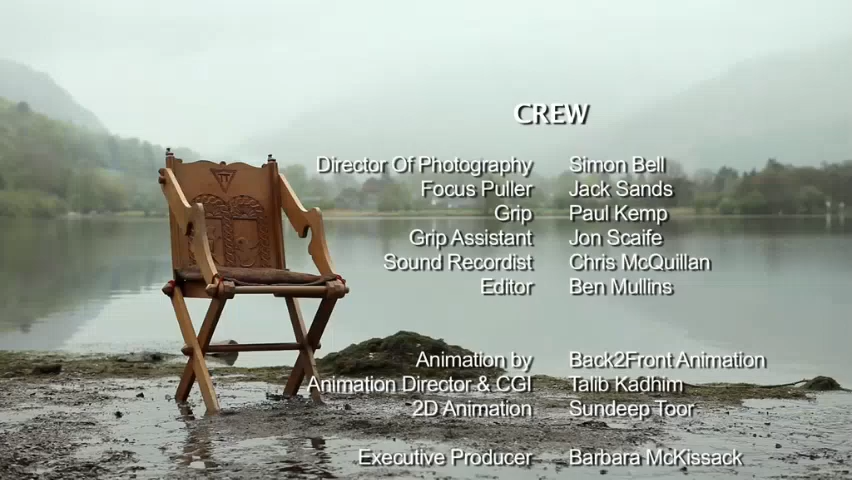 CREW
Director Of Photography Simon Bell
Focus Puller Jack Sands
Grip Paul Kemp
Grip Assistant Jon Scaife
Sound Recordist Chris McQuillan
Editor Ben Mullins
Animation by Back2Front Animation
Animation Director & CGI Talib Kadhim
2D Animation Sundeep Toor
Executive Producer Barbara McKissack